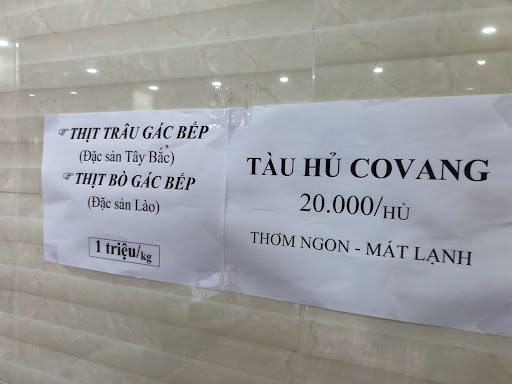 ☞THỊT TRÂU GÁC BẾP
(Đặc sản Tây Bắc)
☞THỊT BÒ GÁC BẾP
(Đặc sản Lào)
1 triệu/kg
TÀU HỦ COVANG
20.000/HỦ
THƠM NGON - MÁT LẠNH